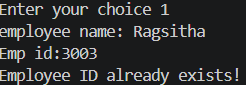 Enter your choice 1
employee name: Ragsitha
Emp id:3003
Employee ID already exists!